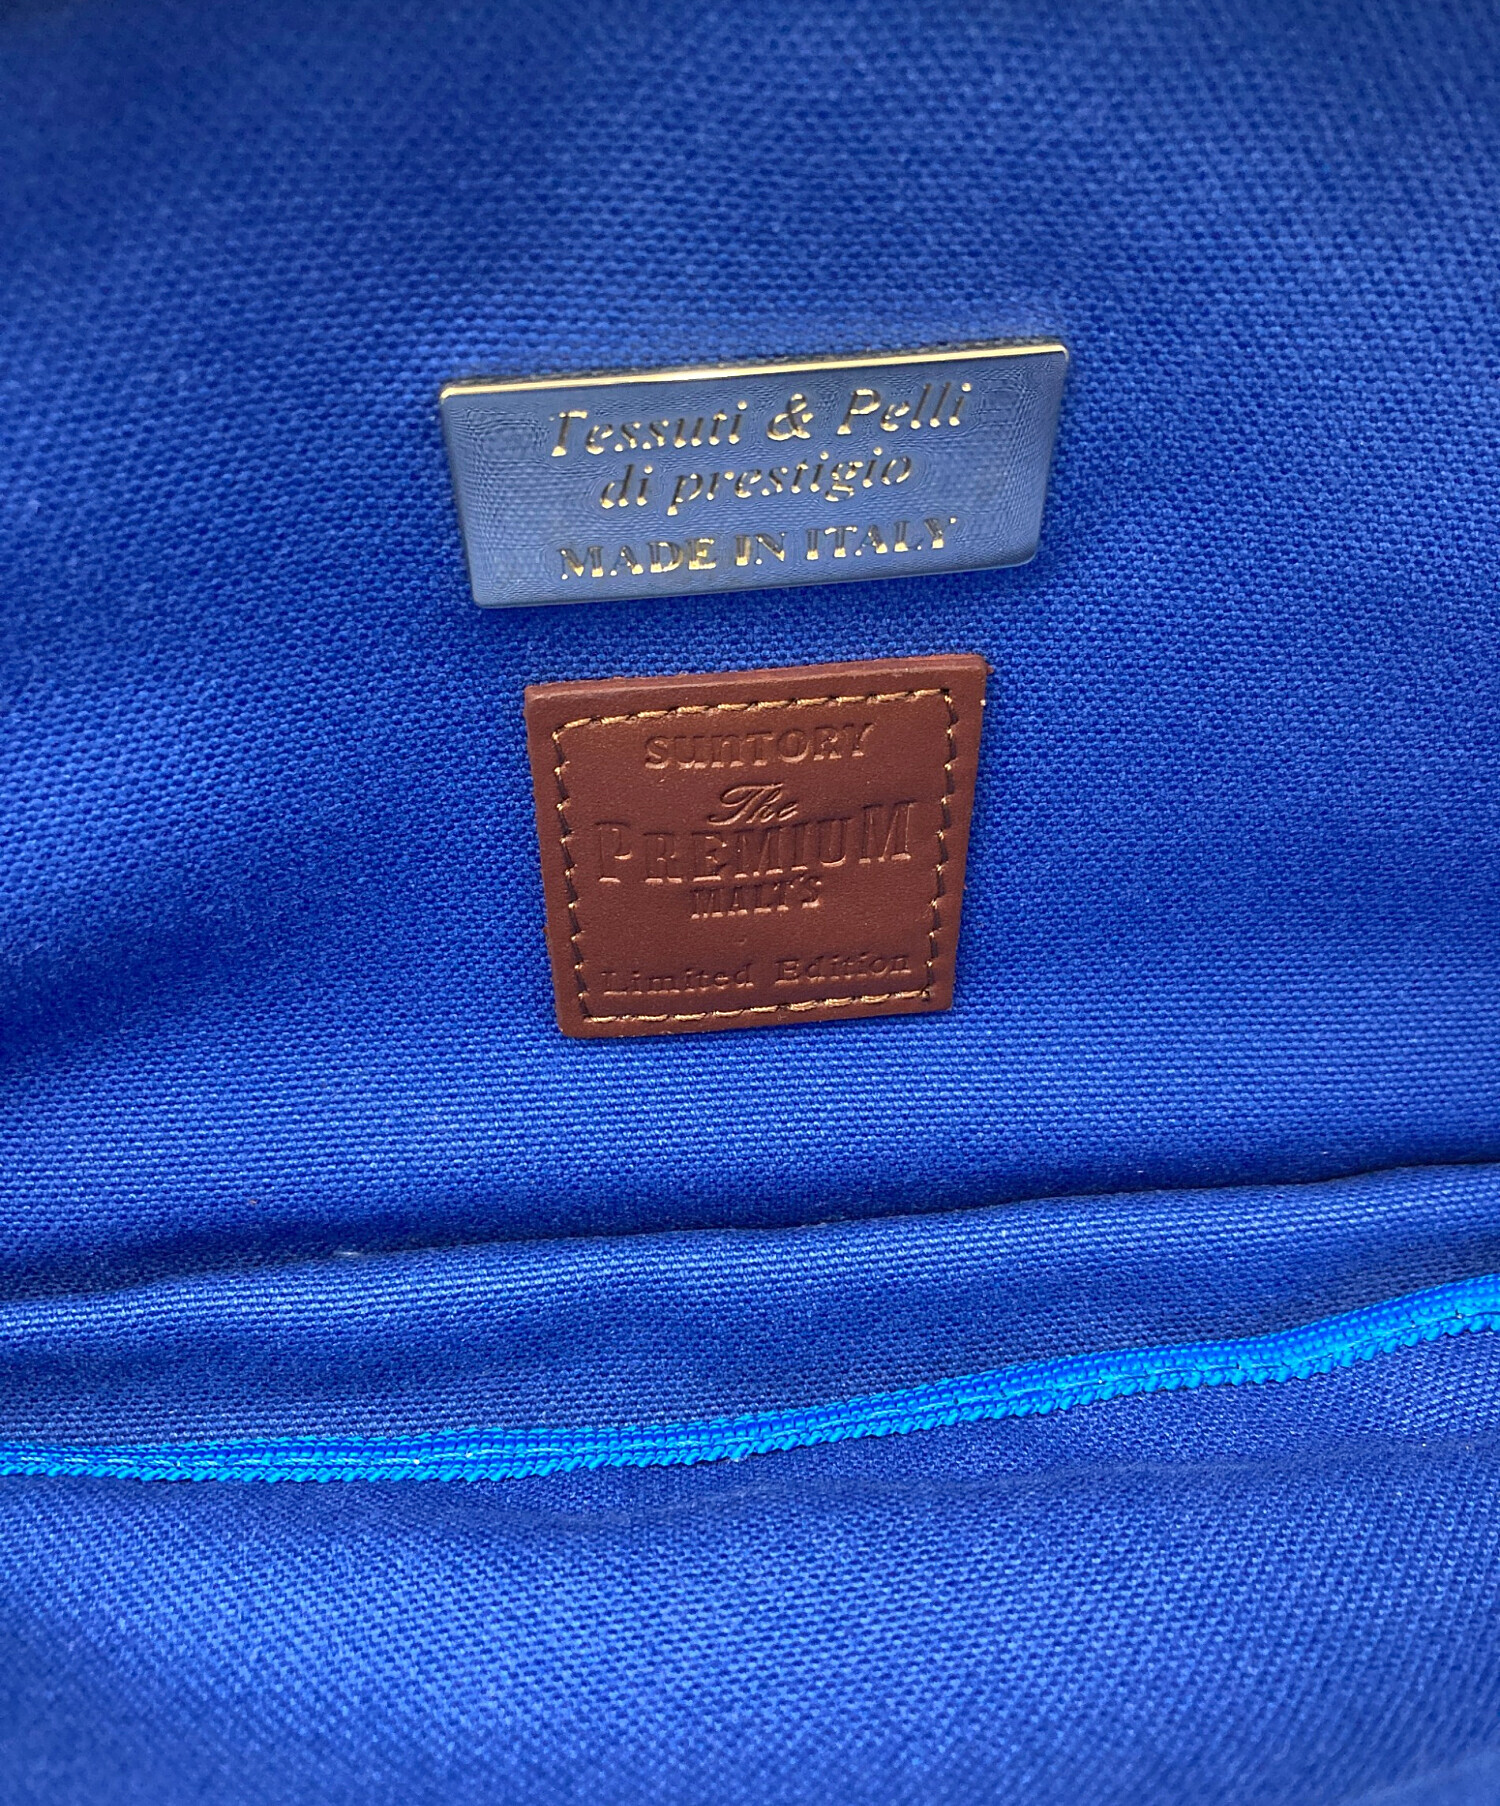 Tessuti & Pelli
di prestigio
MADE IN ITALY
SUNTORY
The
PREMIUM
MALT'S
Limited Edition